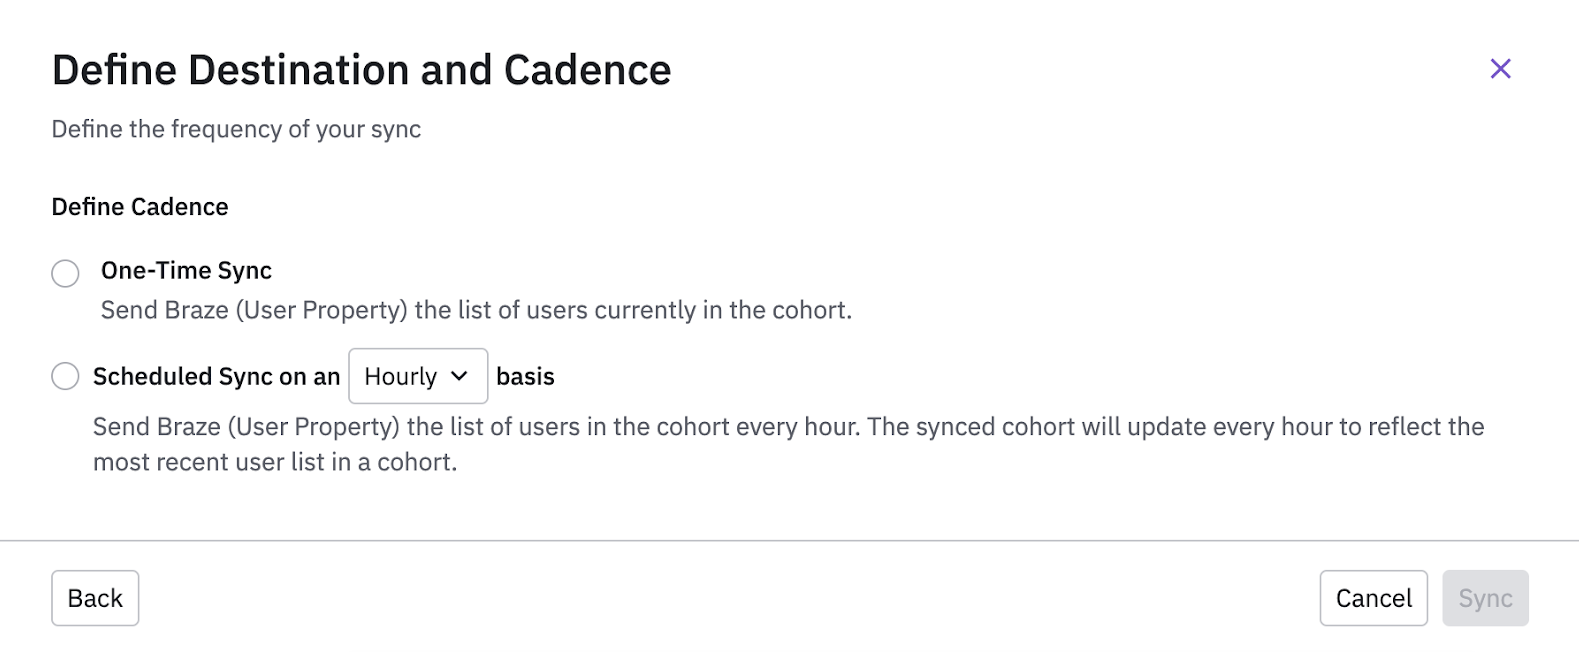 Define Destination and Cadence
Define the frequency of your sync
Define Cadence
One-Time Sync
Send Braze (User Property) the list of users currently in the cohort.
Scheduled Sync on an Hourly basis
Send Braze (User Property) the list of users in the cohort every hour. The synced cohort will update every hour to reflect the
most recent user list in a cohort.
Back Cancel Sync